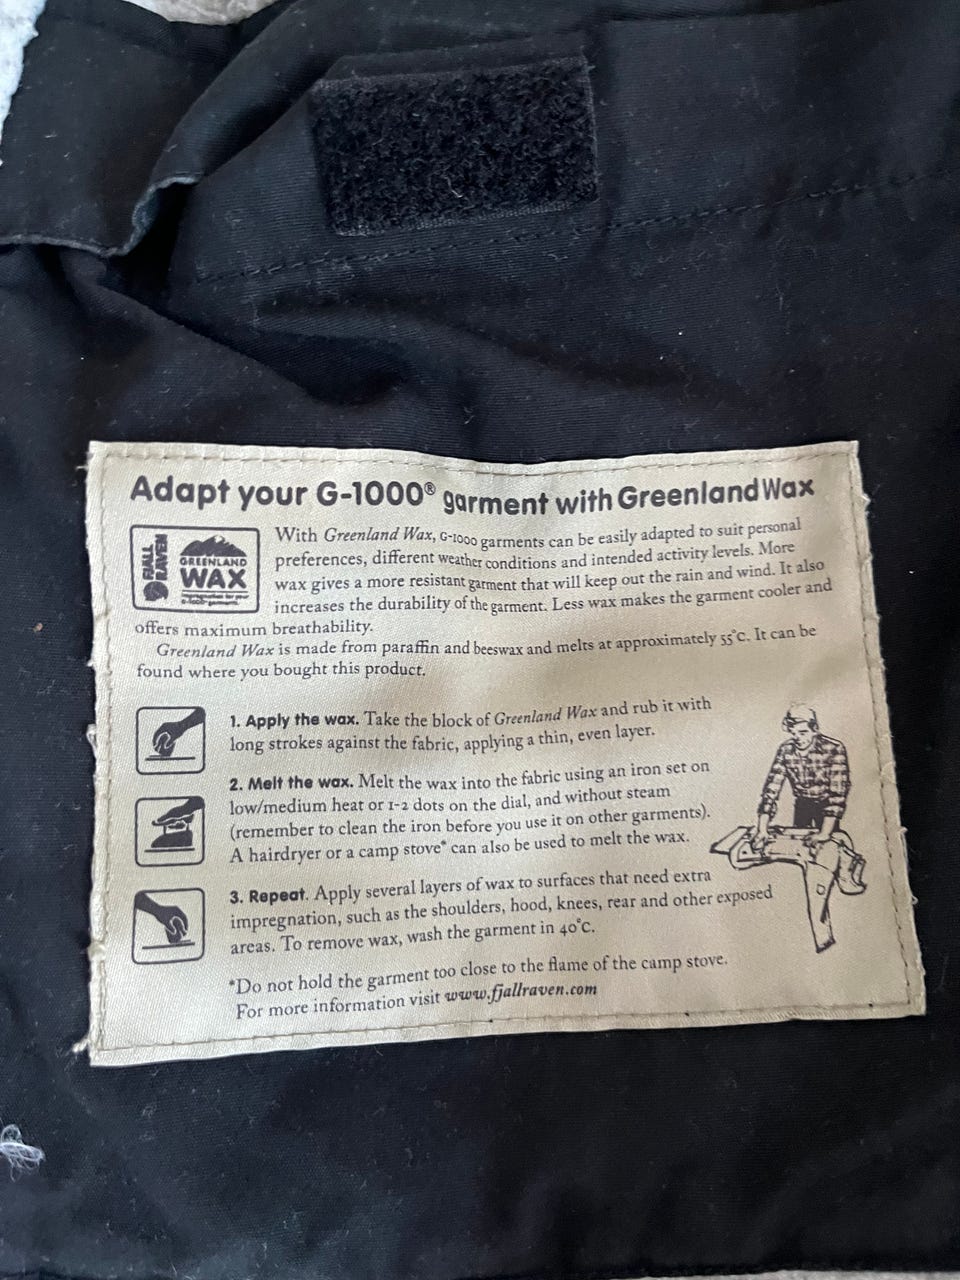 Adapt your G-1000® garment with Greenland Wax
FJÄLL
RÄVEN
GREENLAND
WAX
impregnation for your
G-1000® garments
With Greenland Wax, G-1000 garments can be easily adapted to suit personal
preferences, different weather conditions and intended activity levels. More
wax gives a more resistant garment that will keep out the rain and wind. It also
increases the durability of the garment. Less wax makes the garment cooler and
offers maximum breathability.
Greenland Wax is made from paraffin and beeswax and melts at approximately 55°C. It can be
found where you bought this product.
1. Apply the wax. Take the block of Greenland Wax and rub it with
long strokes against the fabric, applying a thin, even layer.
2. Melt the wax. Melt the wax into the fabric using an iron set on
low/medium heat or 1-2 dots on the dial, and without steam
(remember to clean the iron before you use it on other garments).
A hairdryer or a camp stove* can also be used to melt the wax.
3. Repeat. Apply several layers of wax to surfaces that need extra
impregnation, such as the shoulders, hood, knees, rear and other exposed
areas. To remove wax, wash the garment in 40°C.
*Do not hold the garment too close to the flame of the camp stove.
For more information visit www.fjallraven.com